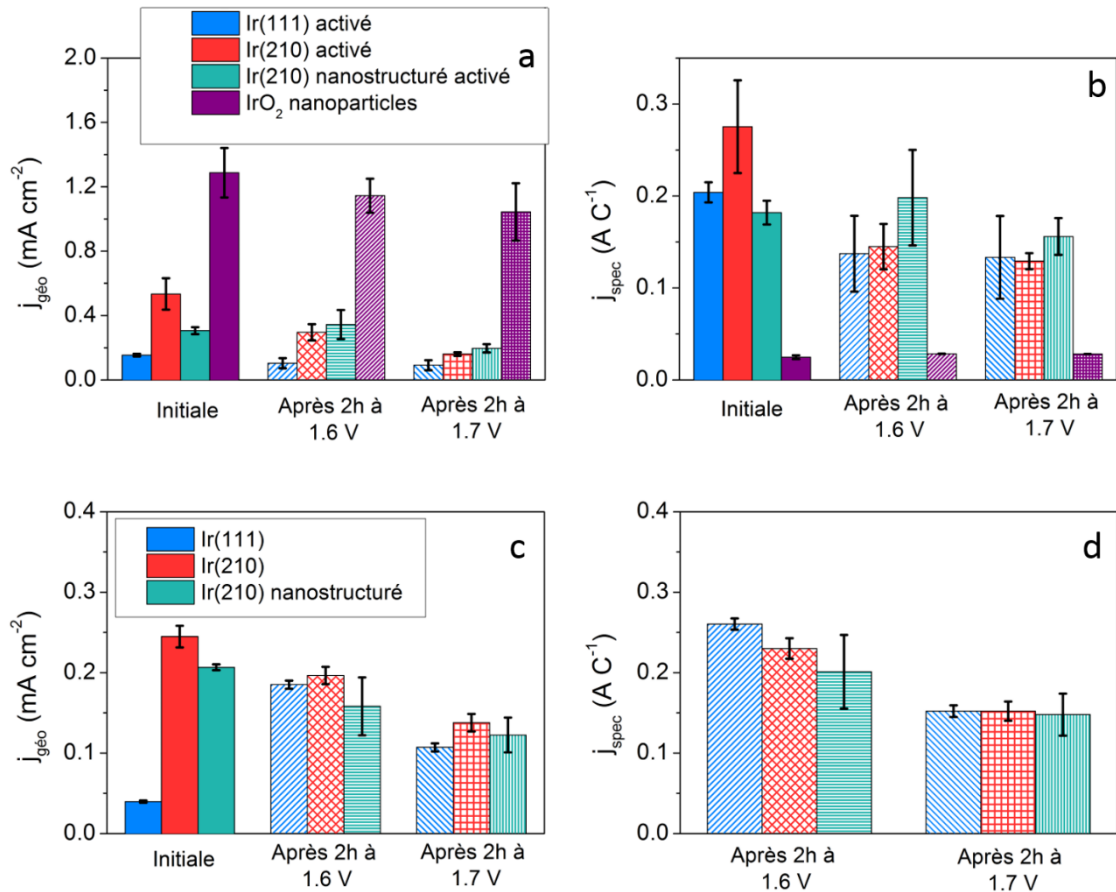 Ir(111) activé
Ir(210) activé
Ir(210) nanostructuré activé
IrO2 nanoparticles
a
2.0
1.6
1.2
0.8
0.4
0.0
jgéo (mA cm-2)
Initiale
Après 2h à
1.6 V
Après 2h à
1.7 V
b
0.3
0.2
0.1
0.0
jspec (A C-1)
Initiale
Après 2h à
1.6 V
Après 2h à
1.7 V
Ir(111)
Ir(210)
Ir(210) nanostructuré
c
0.4
0.3
0.2
0.1
0.0
jgéo (mA cm-2)
Initiale
Après 2h à
1.6 V
Après 2h à
1.7 V
d
0.4
0.3
0.2
0.1
0.0
jspec (A C-1)
Après 2h à
1.6 V
Après 2h à
1.7 V